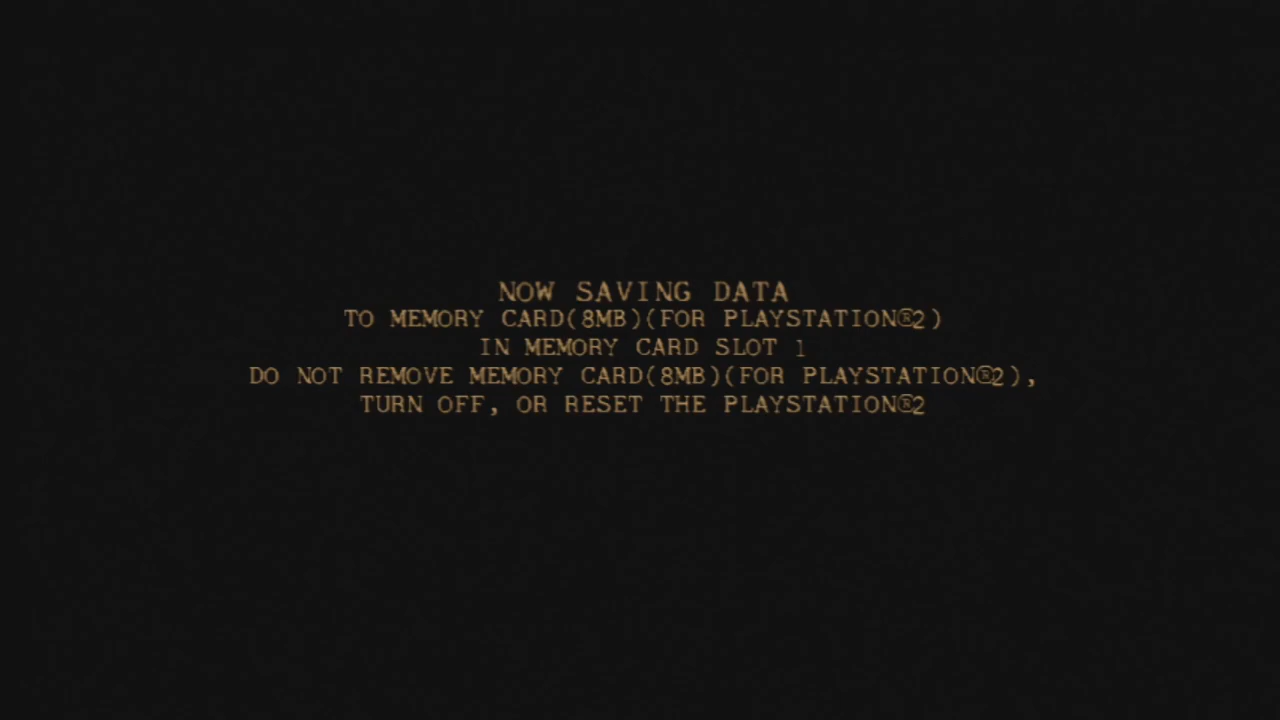 NOW SAVING DATA
TO MEMORY CARD(8MB)(FOR PLAYSTATION®2)
IN MEMORY CARD SLOT 1
DO NOT REMOVE MEMORY CARD(8MB)(FOR PLAYSTATION®2),
TURN OFF, OR RESET THE PLAYSTATION®2